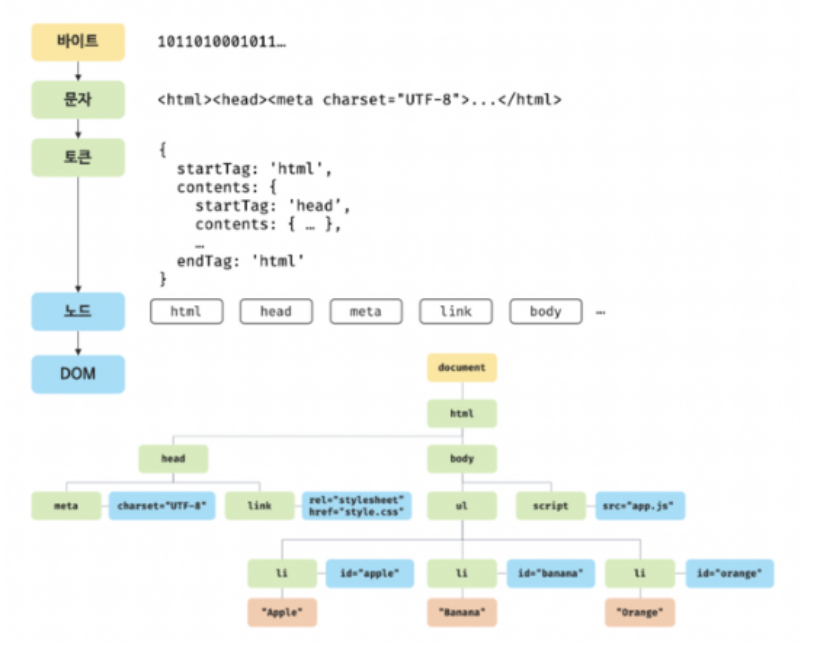 바이트 1011010001011…
문자 <html><head><meta charset="UTF-8">...</html>
토큰 {
startTag: 'html',
contents: {
startTag: 'head',
contents: { … },
…
endTag: 'html'
}
노드 html head meta link body …
DOM
document
html
head body
meta charset="UTF-8" link rel="stylesheet" ul script src="app.js"
href="style.css"
li id="apple" li id="banana" li id="orange"
"Apple" "Banana" "Orange"